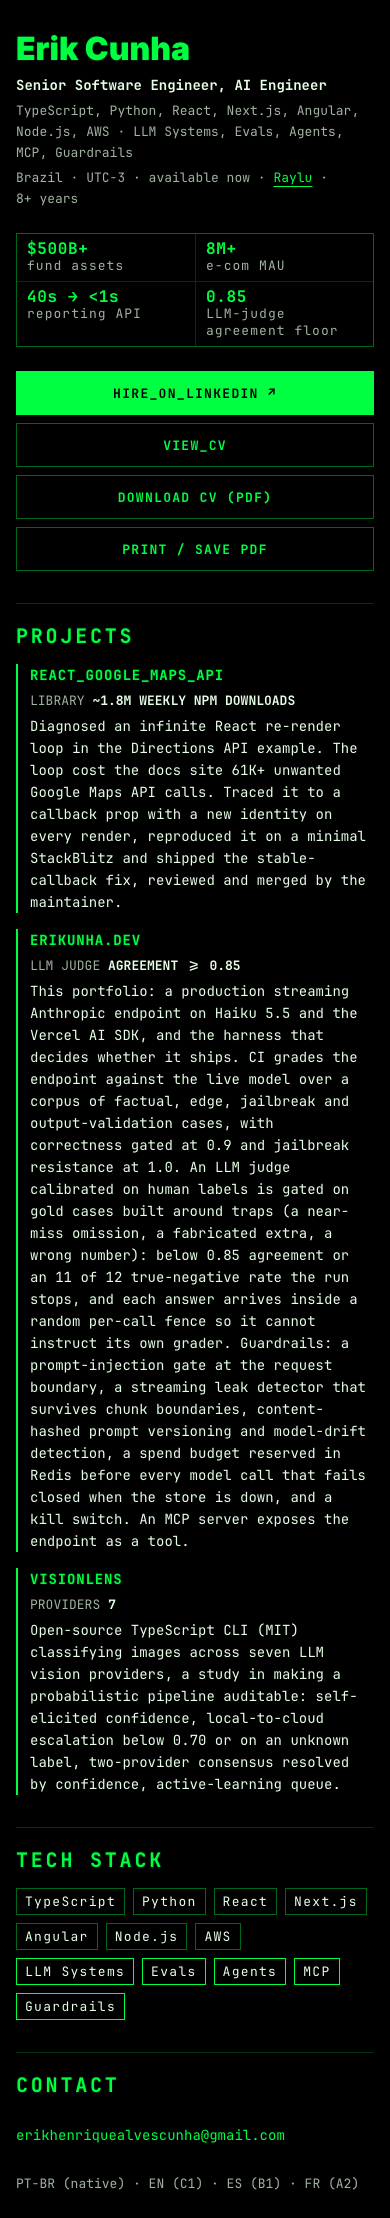 Erik Cunha
Senior Software Engineer, AI Engineer
TypeScript, Python, React, Next.js, Angular,
Node.js, AWS · LLM Systems, Evals, Agents,
MCP, Guardrails
Brazil · UTC-3 · available now · Raylu ·
8+ years
$500B+
fund assets
8M+
e-com MAU
40s → <1s
reporting API
0.85
LLM-judge
agreement floor
HIRE_ON_LINKEDIN ↗
VIEW_CV
DOWNLOAD CV (PDF)
PRINT / SAVE PDF
PROJECTS
REACT_GOOGLE_MAPS_API
LIBRARY ~1.8M WEEKLY NPM DOWNLOADS
Diagnosed an infinite React re-render
loop in the Directions API example. The
loop cost the docs site 61K+ unwanted
Google Maps API calls. Traced it to a
callback prop with a new identity on
every render, reproduced it on a minimal
StackBlitz and shipped the stable-
callback fix, reviewed and merged by the
maintainer.
ERIKUNHA.DEV
LLM JUDGE AGREEMENT ≥ 0.85
This portfolio: a production streaming
Anthropic endpoint on Haiku 5.5 and the
Vercel AI SDK, and the harness that
decides whether it ships. CI grades the
endpoint against the live model over a
corpus of factual, edge, jailbreak and
output-validation cases, with
correctness gated at 0.9 and jailbreak
resistance at 1.0. An LLM judge
calibrated on human labels is gated on
gold cases built around traps (a near-
miss omission, a fabricated extra, a
wrong number): below 0.85 agreement or
an 11 of 12 true-negative rate the run
stops, and each answer arrives inside a
random per-call fence so it cannot
instruct its own grader. Guardrails: a
prompt-injection gate at the request
boundary, a streaming leak detector that
survives chunk boundaries, content-
hashed prompt versioning and model-drift
detection, a spend budget reserved in
Redis before every model call that fails
closed when the store is down, and a
kill switch. An MCP server exposes the
endpoint as a tool.
VISIONLENS
PROVIDERS 7
Open-source TypeScript CLI (MIT)
classifying images across seven LLM
vision providers, a study in making a
probabilistic pipeline auditable: self-
elicited confidence, local-to-cloud
escalation below 0.70 or on an unknown
label, two-provider consensus resolved
by confidence, active-learning queue.
TECH STACK
TypeScript Python React Next.js
Angular Node.js AWS
LLM Systems Evals Agents MCP
Guardrails
CONTACT
erikhenriquealvescunha@gmail.com
PT-BR (native) · EN (C1) · ES (B1) · FR (A2)